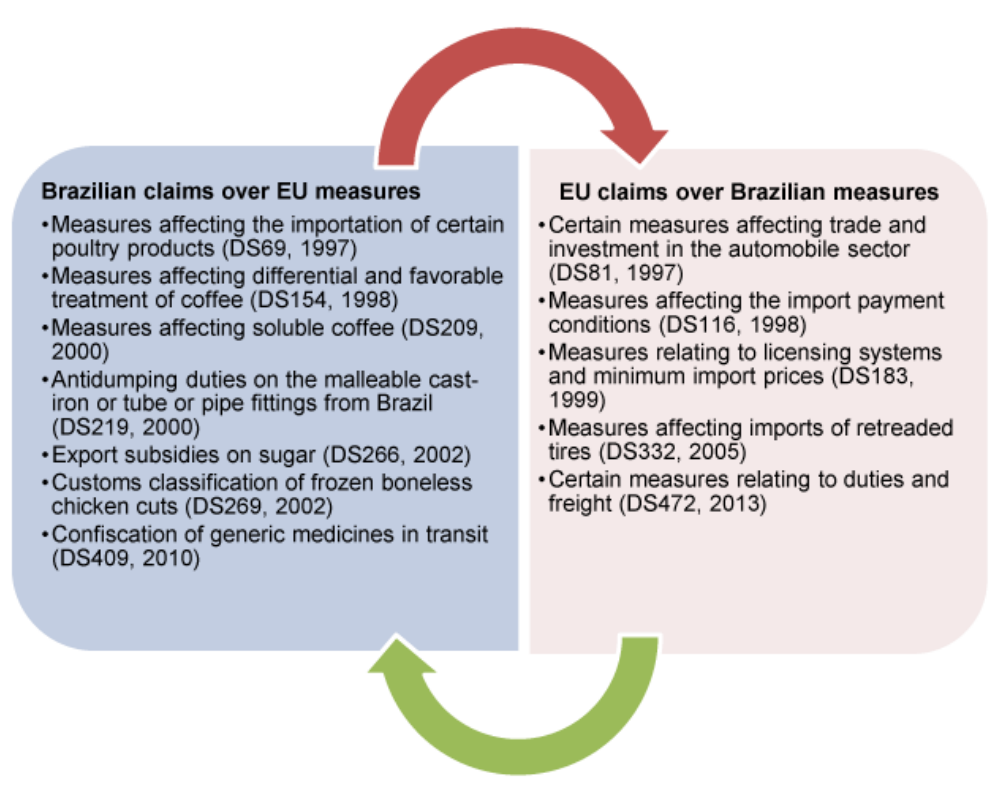 Brazilian claims over EU measures
•Measures affecting the importation of certain
poultry products (DS69, 1997)
•Measures affecting differential and favorable
treatment of coffee (DS154, 1998)
•Measures affecting soluble coffee (DS209,
2000)
•Antidumping duties on the malleable cast-
iron or tube or pipe fittings from Brazil
(DS219, 2000)
•Export subsidies on sugar (DS266, 2002)
•Customs classification of frozen boneless
chicken cuts (DS269, 2002)
•Confiscation of generic medicines in transit
(DS409, 2010)
EU claims over Brazilian measures
•Certain measures affecting trade and
investment in the automobile sector
(DS81, 1997)
•Measures affecting the import payment
conditions (DS116, 1998)
•Measures relating to licensing systems
and minimum import prices (DS183,
1999)
•Measures affecting imports of retreaded
tires (DS332, 2005)
•Certain measures relating to duties and
freight (DS472, 2013)